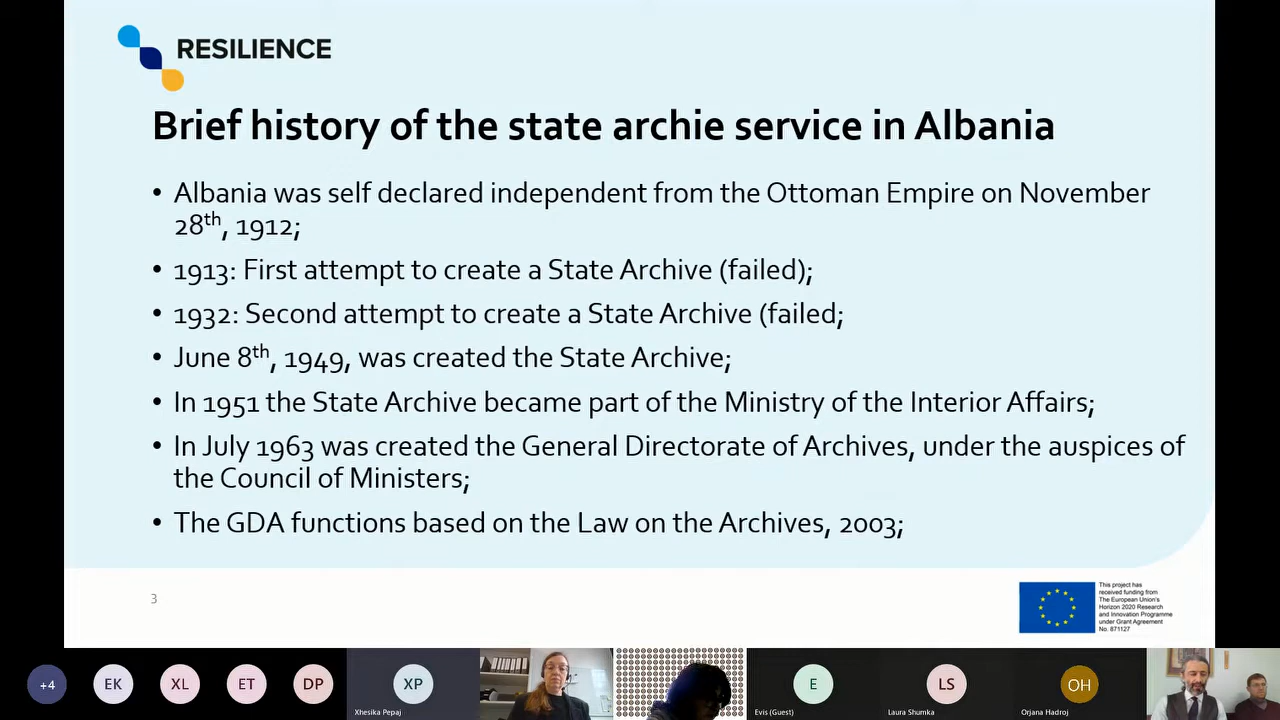 RESILIENCE
Brief history of the state archie service in Albania
• Albania was self declared independent from the Ottoman Empire on November
28th, 1912;
• 1913: First attempt to create a State Archive (failed);
• 1932: Second attempt to create a State Archive (failed;
• June 8th, 1949, was created the State Archive;
• In 1951 the State Archive became part of the Ministry of the Interior Affairs;
• In July 1963 was created the General Directorate of Archives, under the auspices of
the Council of Ministers;
• The GDA functions based on the Law on the Archives, 2003;
3
This project has
received funding from
The European Union's
Horizon 2020 Research
and Innovation Programme
under Grant Agreement
No. 871127
+4
EK
XL
ET
DP
XP
Xhesika Pepaj
E
Evis (Guest)
LS
Laura Shumka
OH
Orjana Hadroj